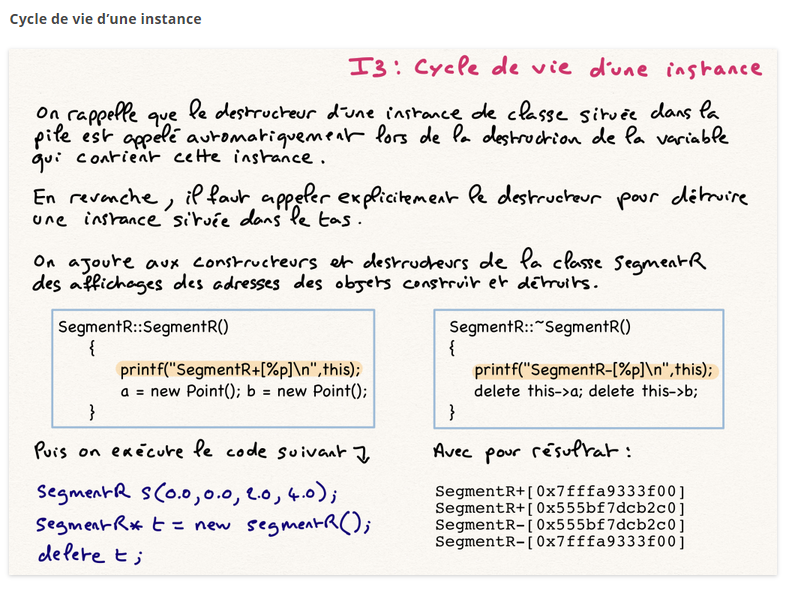 Cycle de vie d'une instance
I3 : Cycle de vie d'une instance
On rappelle que le destructeur d'une instance de classe située dans la
pile est appelé automatiquement lors de la destruction de la variable
qui contient cette instance.
En revanche, il faut appeler explicitement le destructeur pour détruire
une instance située dans le tas.
On ajoute aux constructeurs et destructeurs de la classe SegmentR
des affichages des adresses des objets construit et détruits.
SegmentR::SegmentR()
{
printf("SegmentR+[%p]\n",this);
a = new Point(); b = new Point();
}
SegmentR::~SegmentR()
{
printf("SegmentR-[%p]\n",this);
delete this->a; delete this->b;
}
Puis on exécute le code suivant ↴
SegmentR s(0.0,0.0,2.0,4.0);
SegmentR* t = new segmentR();
delete t;
Avec pour résultat :
SegmentR+[0x7fffa9333f00]
SegmentR+[0x555bf7dcb2c0]
SegmentR-[0x555bf7dcb2c0]
SegmentR-[0x7fffa9333f00]